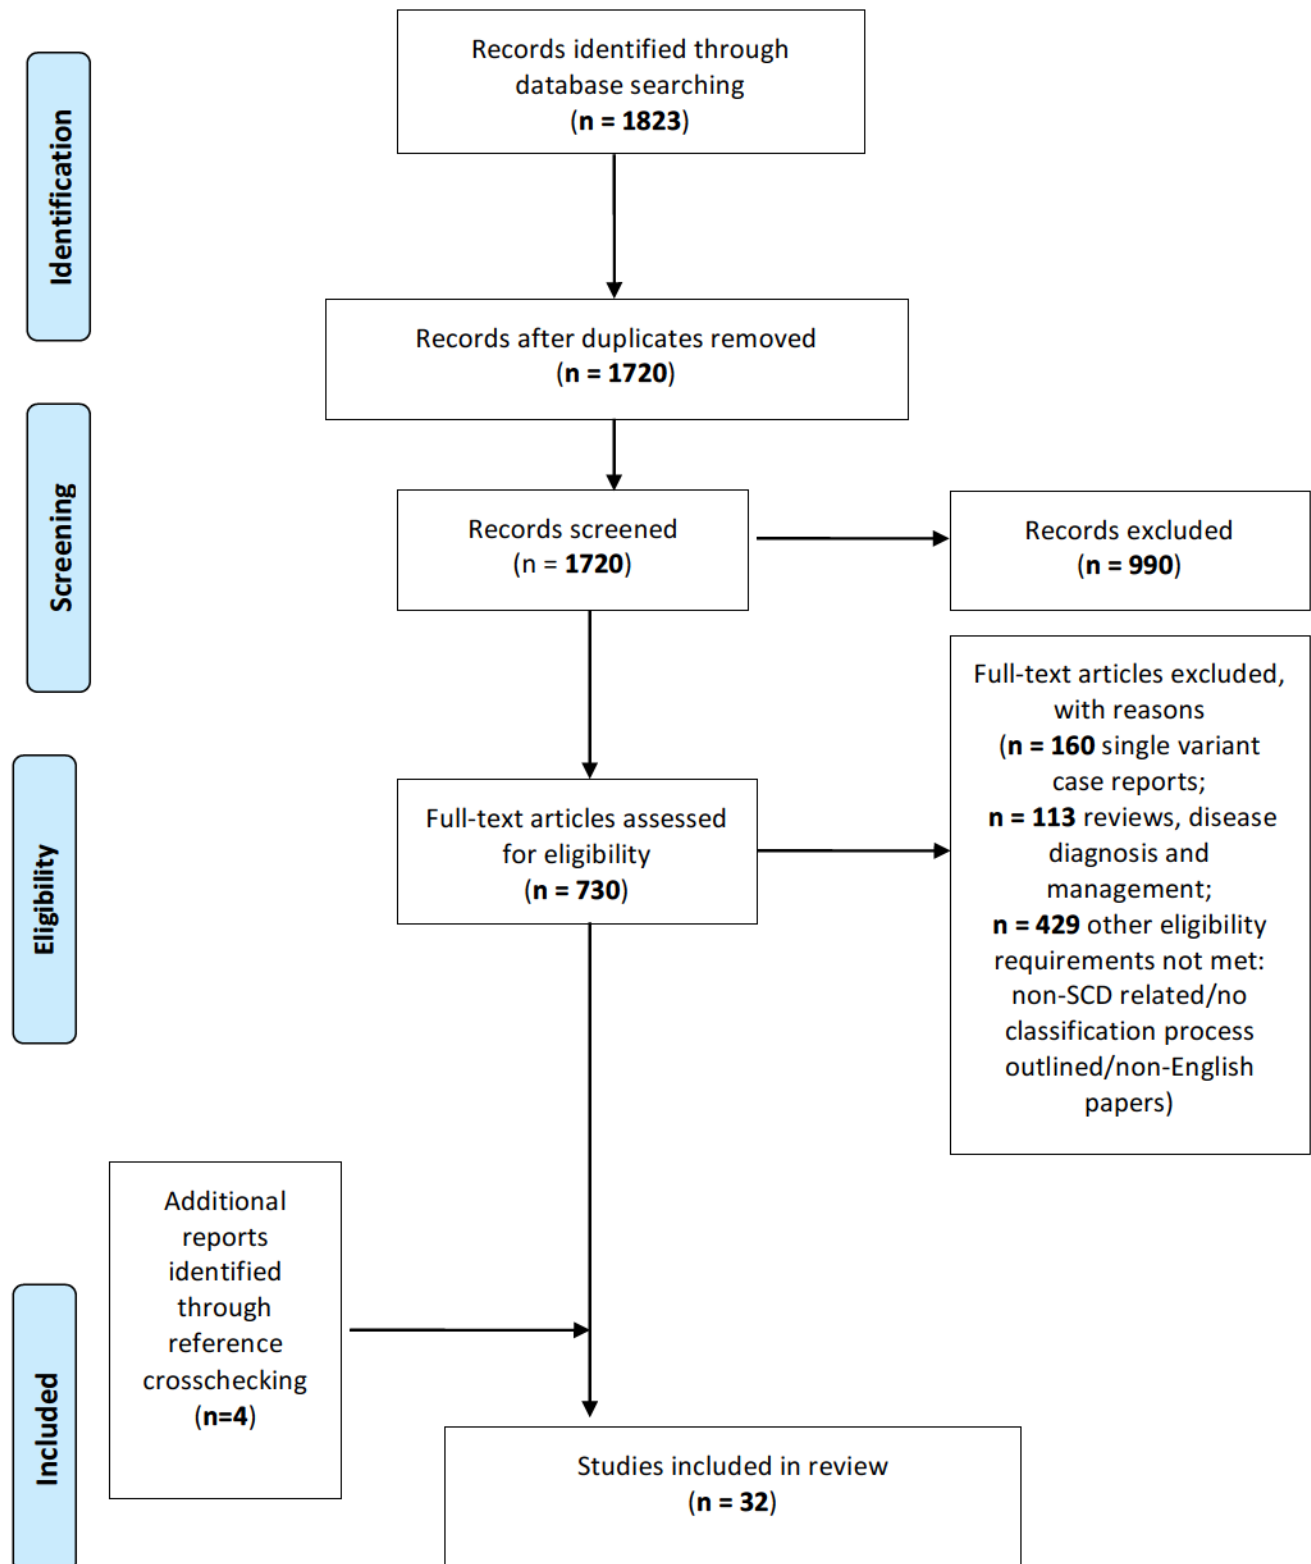 Identification
Records identified through
database searching
(n = 1823)
Records after duplicates removed
(n = 1720)
Screening
Records screened
(n = 1720)
Records excluded
(n = 990)
Eligibility
Full-text articles assessed
for eligibility
(n = 730)
Full-text articles excluded,
with reasons
(n = 160 single variant
case reports;
n = 113 reviews, disease
diagnosis and
management;
n = 429 other eligibility
requirements not met:
non-SCD related/no
classification process
outlined/non-English
papers)
Included
Additional
reports
identified
through
reference
crosschecking
(n=4)
Studies included in review
(n = 32)